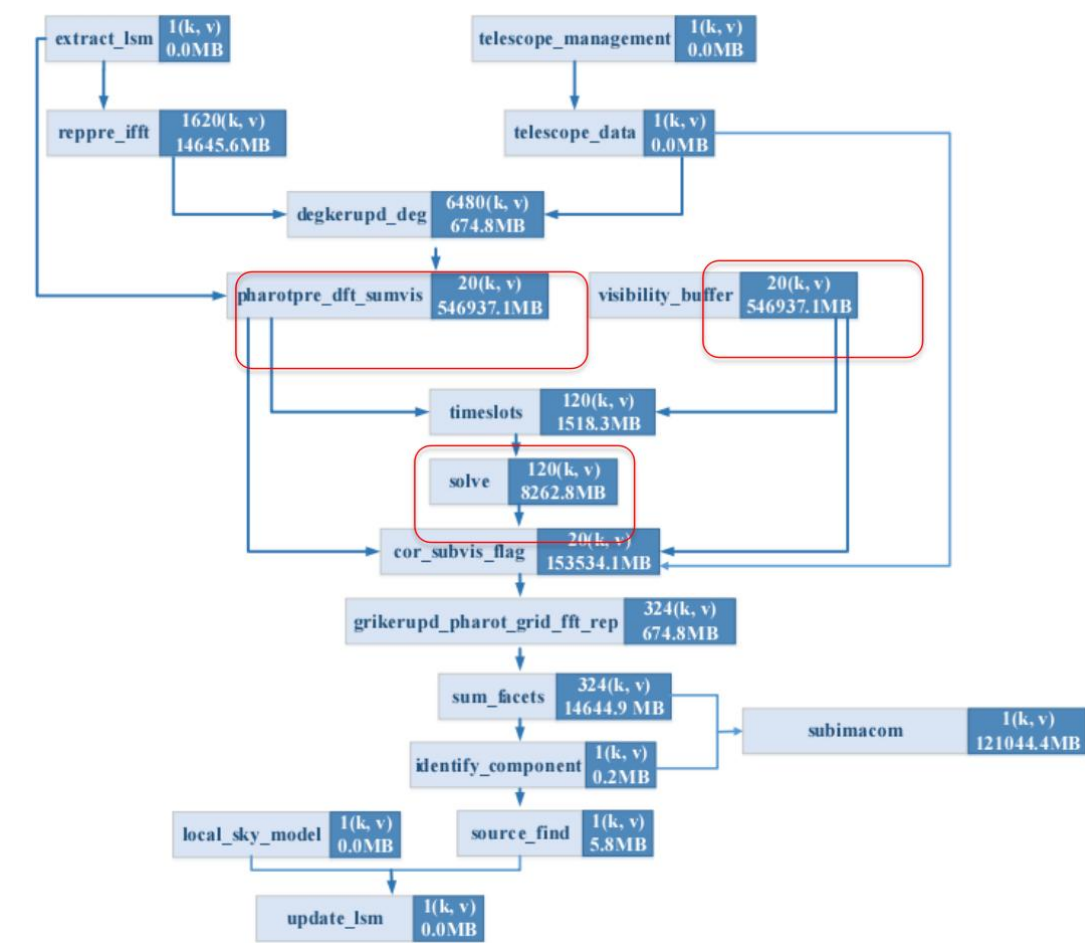 extract_lsm
1(k, v)
0.0MB
telescope_management
1(k, v)
0.0MB
reppre_ifft
1620(k, v)
14645.6MB
telescope_data
1(k, v)
0.0MB
degkerupd_deg
6480(k, v)
674.8MB
pharotpre_dft_sumvis
20(k, v)
546937.1MB
visibility_buffer
20(k, v)
546937.1MB
timeslots
120(k, v)
1518.3MB
solve
120(k, v)
8262.8MB
cor_subvis_flag
20(k, v)
153534.1MB
grikerupd_pharot_grid_fft_rep
324(k, v)
674.8MB
sum_facets
324(k, v)
14644.9 MB
subimacom
1(k, v)
121044.4MB
identify_component
1(k, v)
0.2MB
local_sky_model
1(k, v)
0.0MB
source_find
1(k, v)
5.8MB
update_lsm
1(k, v)
0.0MB